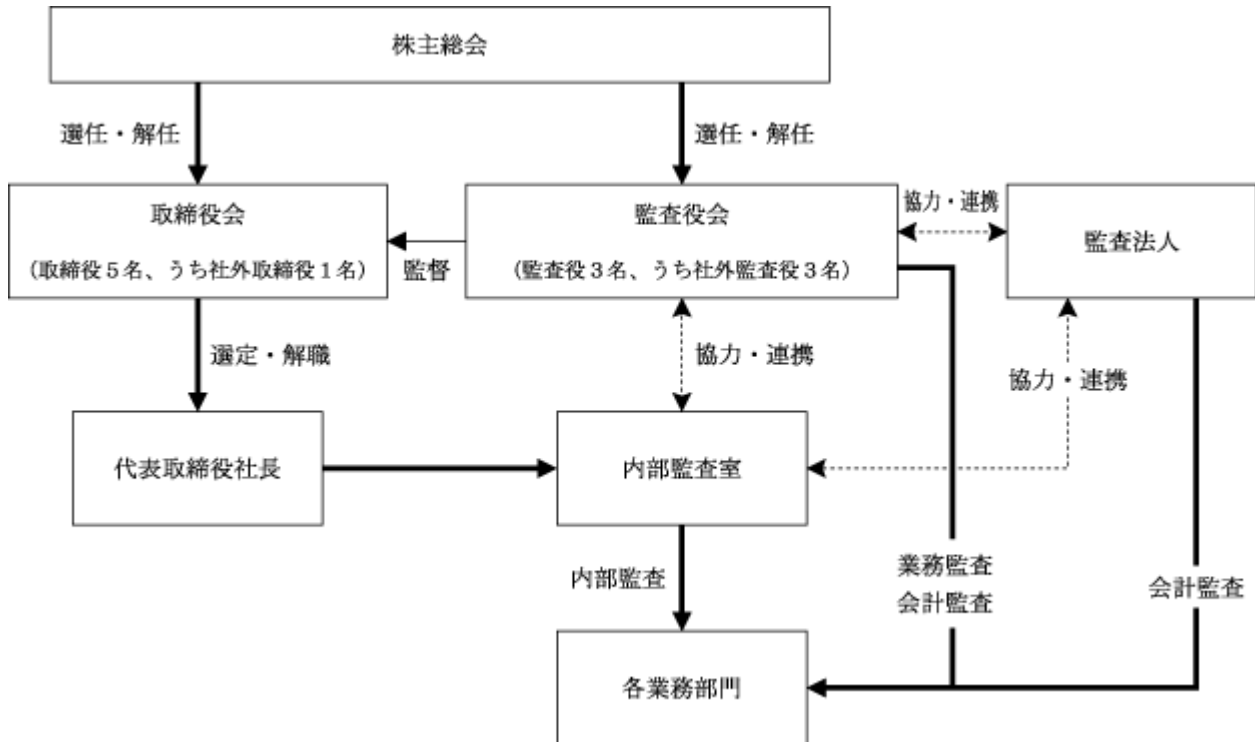 株主総会
選任・解任
選任・解任
取締役会
(取締役5名、うち社外取締役1名)
監督
監査役会
(監査役3名、うち社外監査役3名)
協力・連携
監査法人
選定・解職
協力・連携
協力・連携
代表取締役社長
内部監査室
内部監査
業務監査
会計監査
会計監査
各業務部門